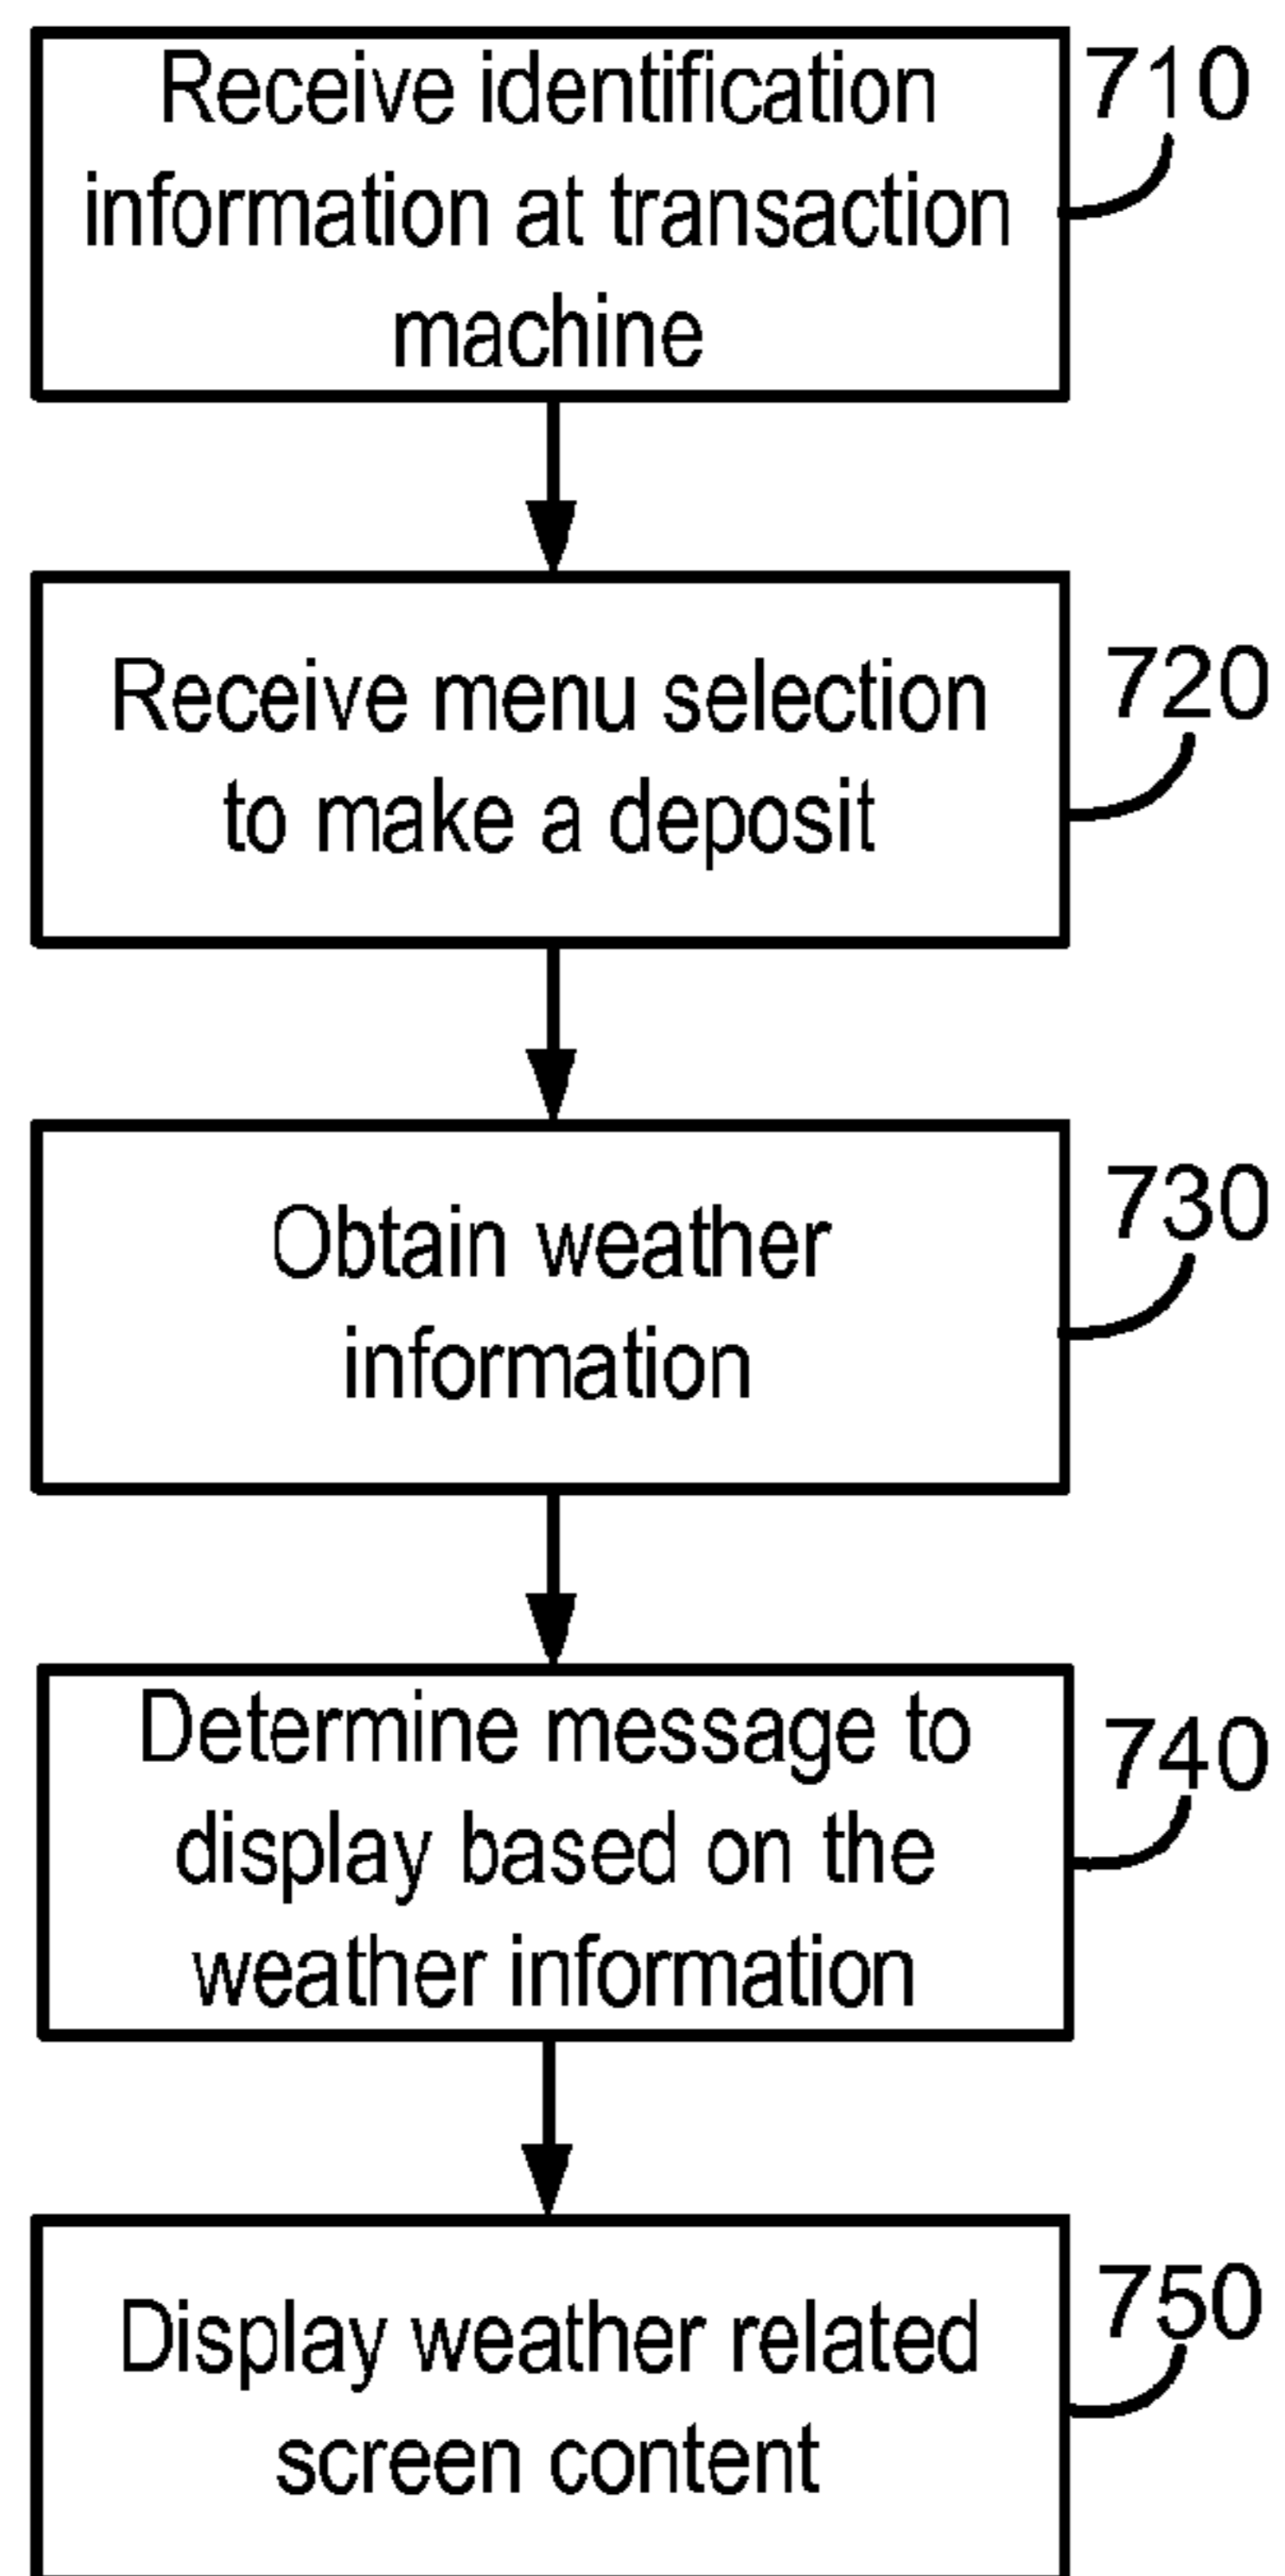 Receive identification
information at transaction
machine
710
Receive menu selection
to make a deposit
720
Obtain weather
information
730
Determine message to
display based on the
weather information
740
Display weather related
screen content
750